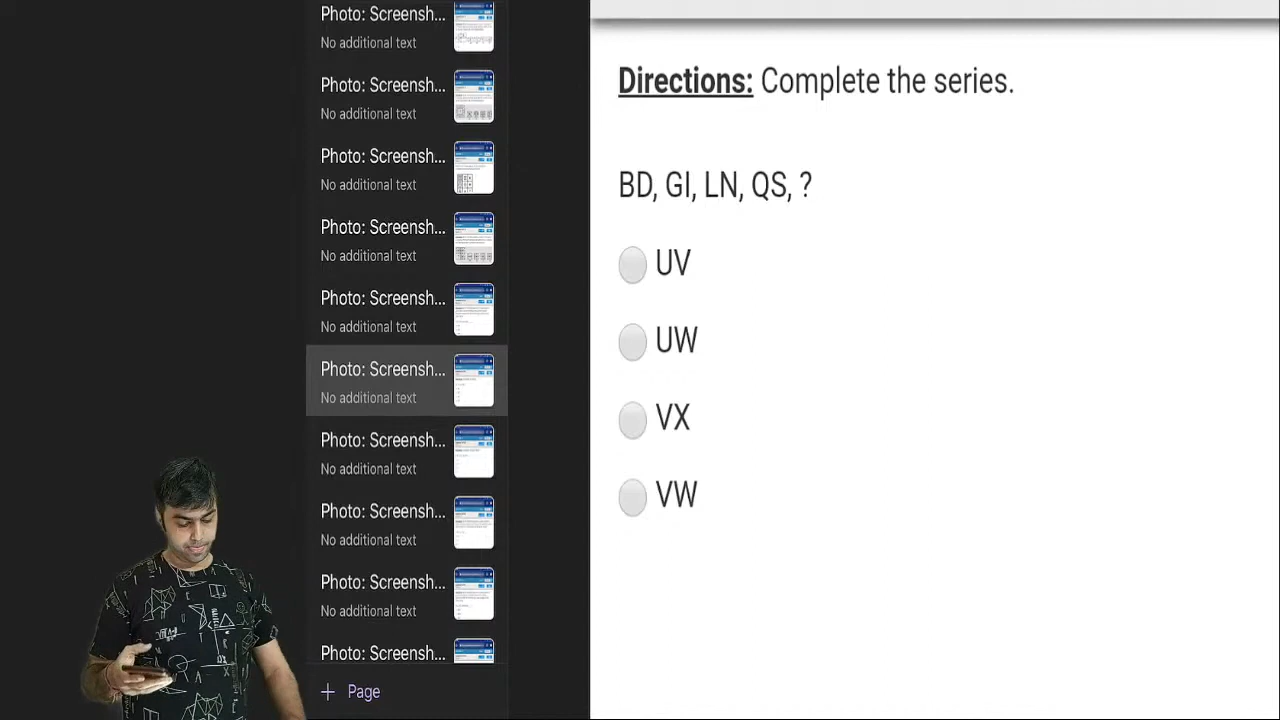 Photo: Screensh...
No additional text
Photo: Screensh...
No additional text
Photo: Screensh...
No additional text
Photo: Screensh...
No additional text
Photo: Screensh...
No additional text
Photo: Screensh...
No additional text
Photo: Screensh...
No additional text
Photo: Screensh...
No additional text
Photo: Screensh...
No additional text
Photo: Screensh...
+ Page
Directions: Complete the series.
BD, GI, LN, QS, ?
UV
UW
VX
VW